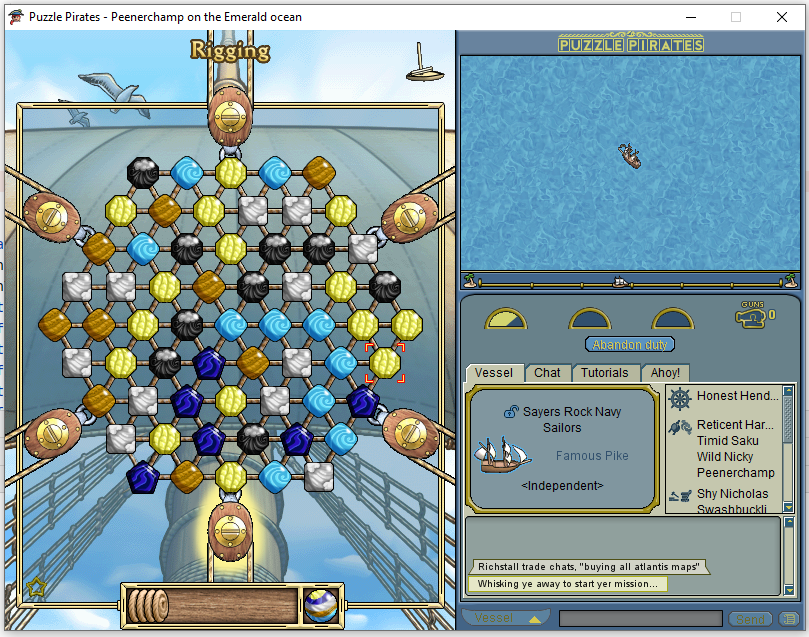 Puzzle Pirates - Peenerchamp on the Emerald ocean
Rigging
PUZZLE PIRATES
GUNS
0
Abandon duty
Vessel
Chat
Tutorials
Ahoy!
Sayers Rock Navy
Sailors
Famous Pike
<Independent>
Honest Hend...
Reticent Har...
Timid Saku
Wild Nicky
Peenerchamp
Shy Nicholas
Swashbuckli
Richstall trade chats, "buying all atlantis maps"
Whisking ye away to start yer mission...
Vessel
Send